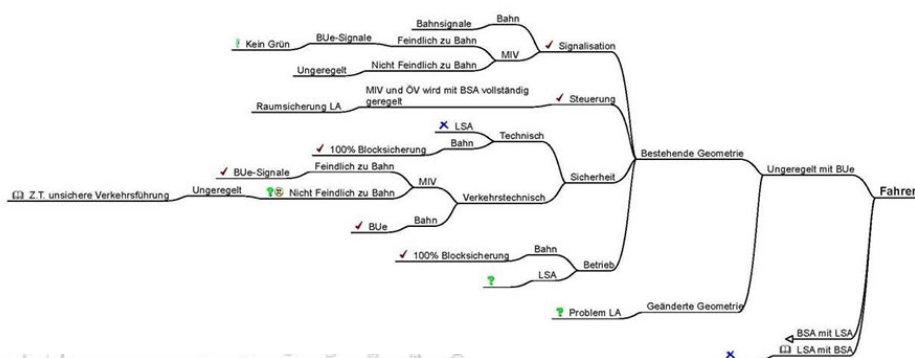 Bahnsignale
Bahn
Kein Grün
BUe-Signale
Feindlich zu Bahn
MIV
Signalisation
Ungeregelt
Nicht Feindlich zu Bahn
Raumsicherung LA
MIV und ÖV wird mit BSA vollständig
geregelt
Steuerung
LSA
Technisch
100% Blocksicherung
Bahn
Bestehende Geometrie
Ungeregelt mit BUe
BUe-Signale
Feindlich zu Bahn
Sicherheit
MIV
Z.T. unsichere Verkehrsführung
Ungeregelt
Nicht Feindlich zu Bahn
Verkehrstechnisch
Fahren
BUe
Bahn
100% Blocksicherung
Bahn
Betrieb
LSA
Problem LA
Geänderte Geometrie
BSA mit LSA
LSA mit BSA